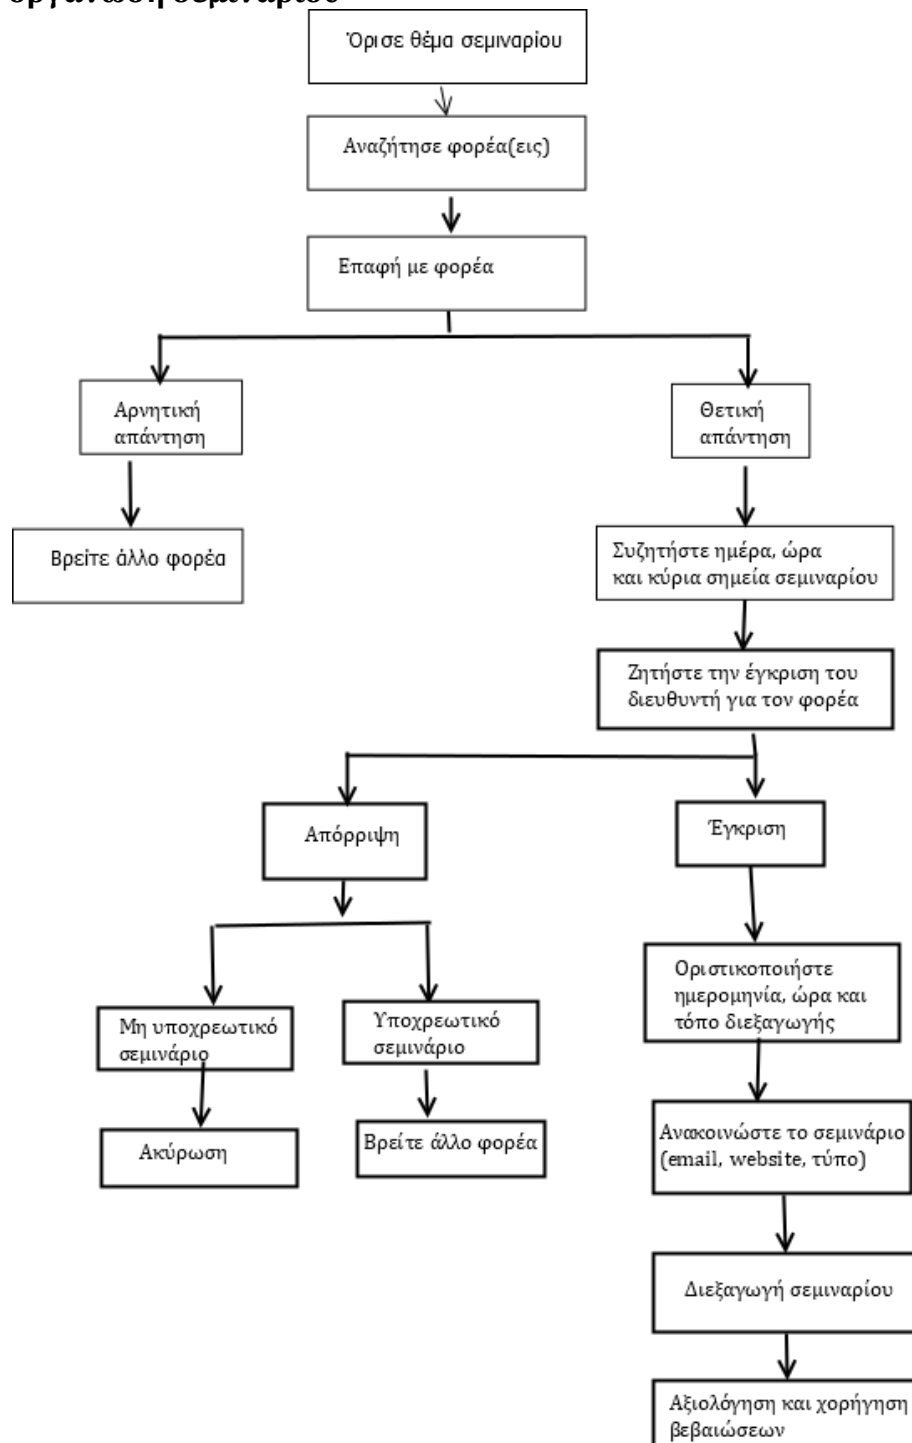 οργάνωση σεμιναρίου
Όρισε θέμα σεμιναρίου
Αναζήτησε φορέα(εις)
Επαφή με φορέα
Αρνητική
απάντηση
Θετική
απάντηση
Βρείτε άλλο φορέα
Συζητήστε ημέρα, ώρα
και κύρια σημεία σεμιναρίου
Ζητήστε την έγκριση του
διευθυντή για τον φορέα
Απόρριψη
Έγκριση
Οριστικοποιήστε
ημερομηνία, ώρα και
τόπο διεξαγωγής
Μη υποχρεωτικό
σεμινάριο
Υποχρεωτικό
σεμινάριο
Ακύρωση
Βρείτε άλλο φορέα
Ανακοινώστε το σεμινάριο
(email, website, τύπο)
Διεξαγωγή σεμιναρίου
Αξιολόγηση και χορήγηση
βεβαιώσεων